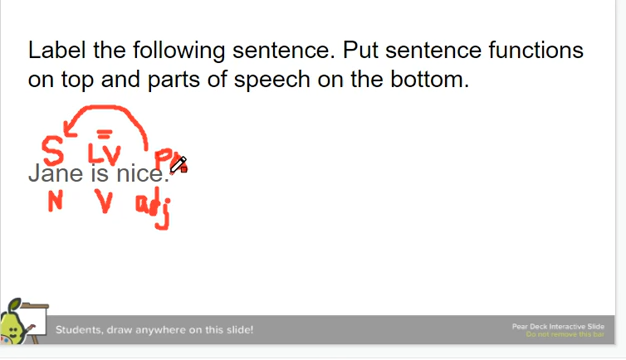 Label the following sentence. Put sentence functions
on top and parts of speech on the bottom.
S LV
Jane is nice.
N V adj
Students, draw anywhere on this slide!
Pear Deck Interactive Slide
Do not remove this bar